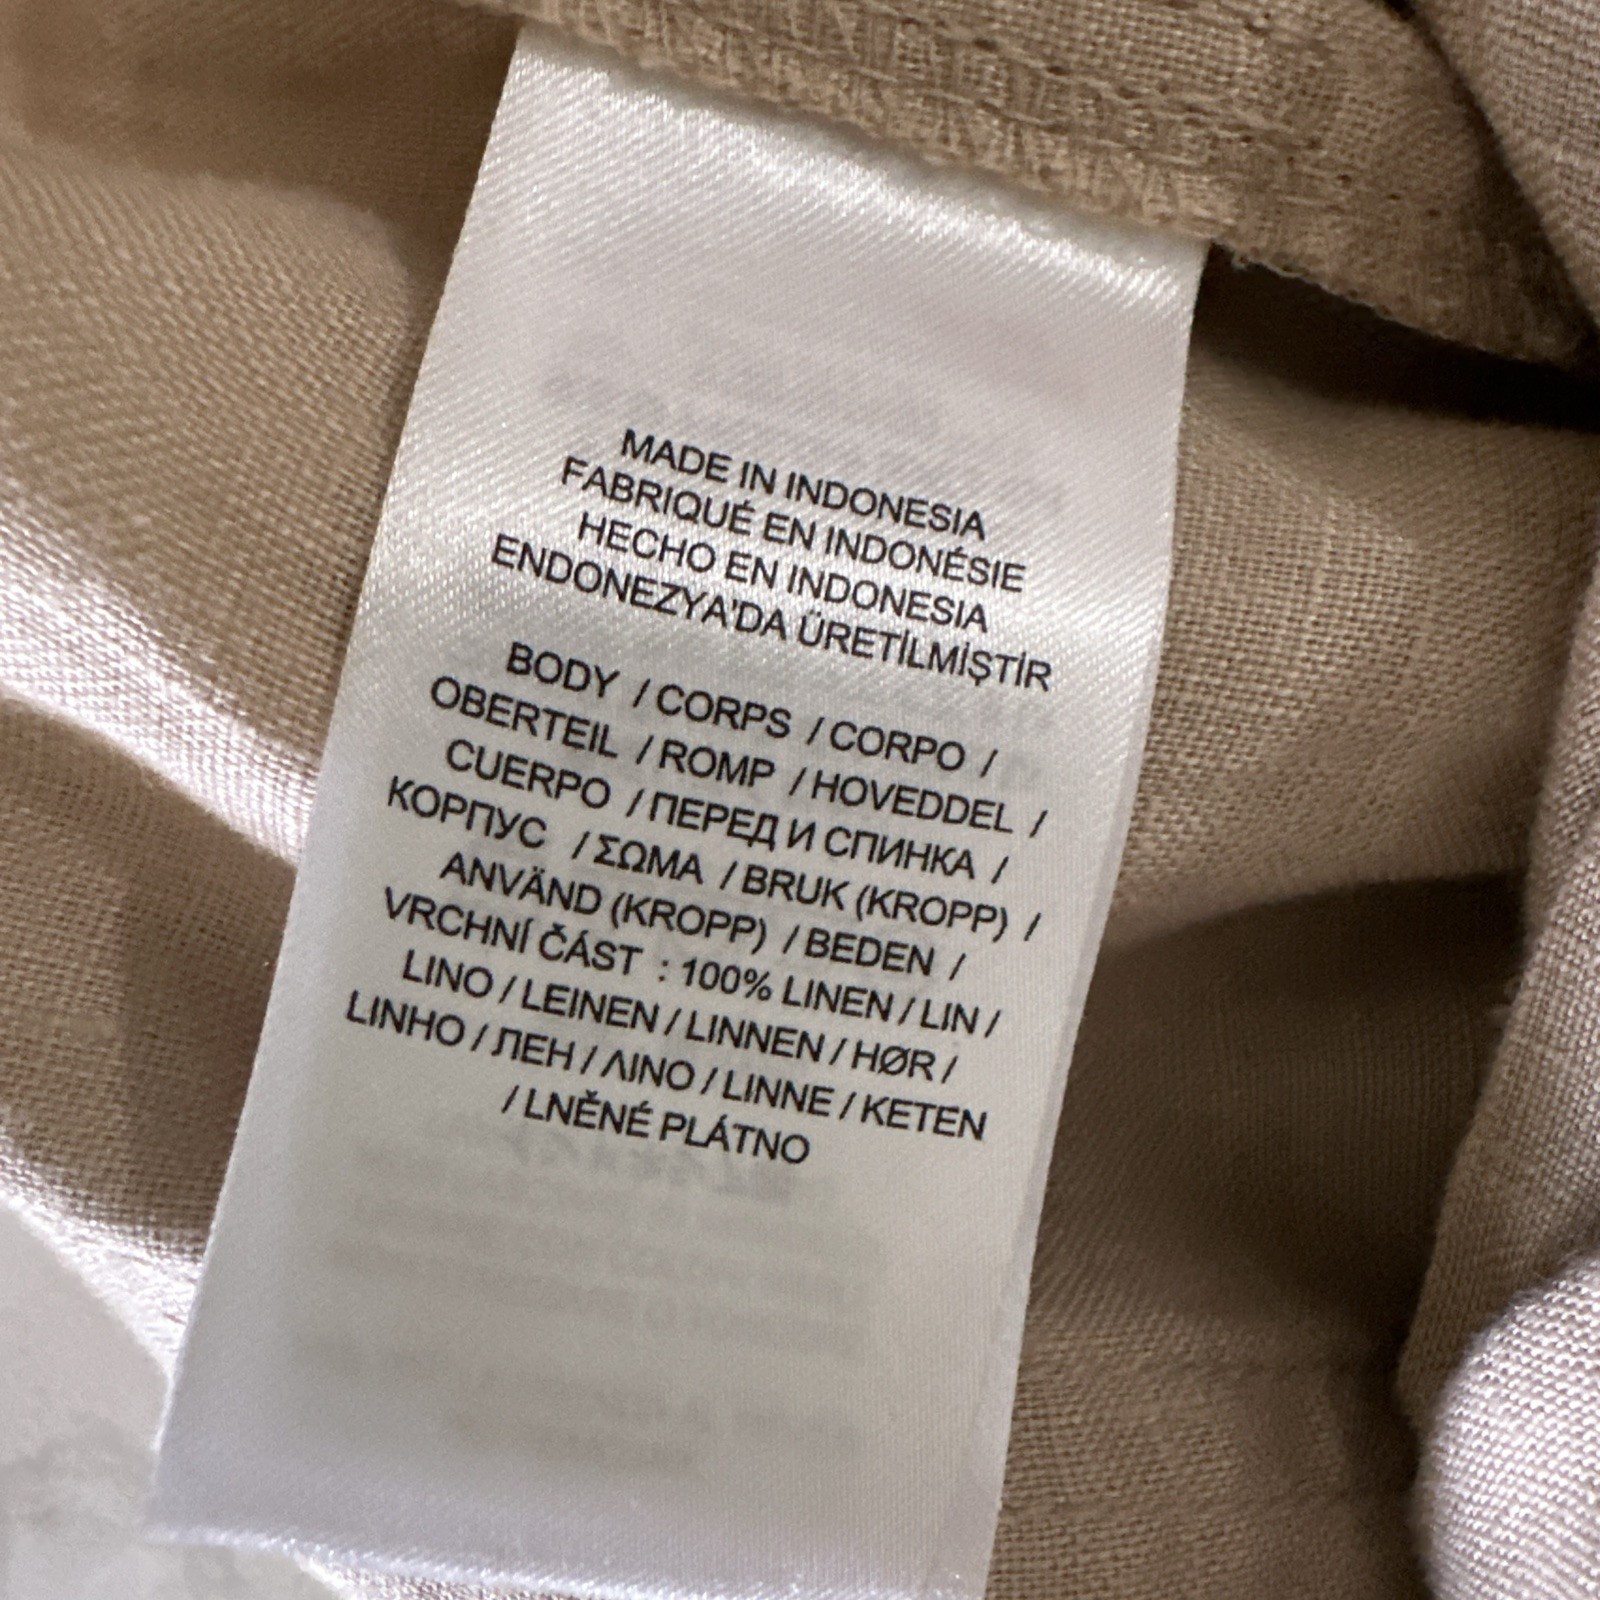 MADE IN INDONESIA
FABRIQUÉ EN INDONÉSIE
HECHO EN INDONESIA
ENDONEZYA'DA ÜRETİLMİŞTİR
BODY / CORPS / CORPO /
OBERTEIL / ROMP / HOVEDDEL /
CUERPO / ПЕРЕД И СПИНКА /
КОРПУС / ΣΩΜΑ / BRUK (KROPP) /
ANVÄND (KROPP) / BEDEN /
VRCHNÍ ČÁST : 100% LINEN / LIN /
LINO / LEINEN / LINNEN / HØR /
LINHO / ЛЕН / ΛΙΝΟ / LINNE / KETEN
/ LNĚNÉ PLÁTNO